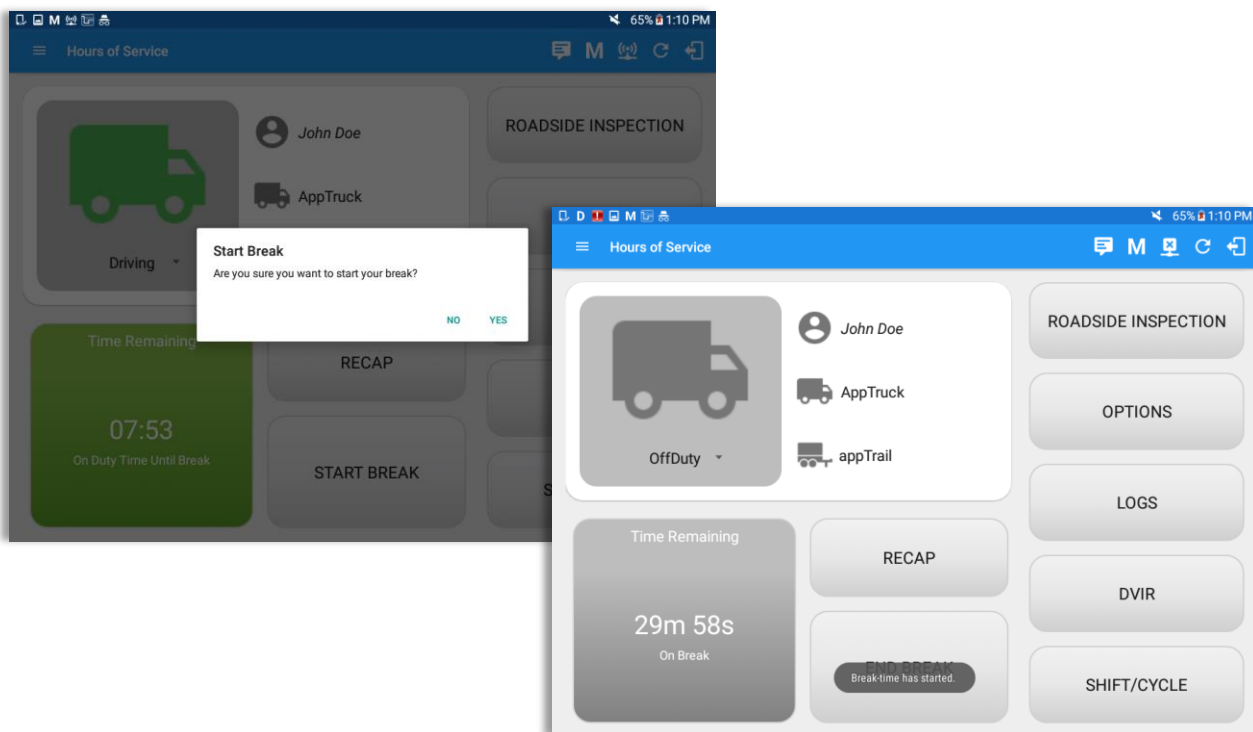 M
65% 1:10 PM
Hours of Service
M
John Doe
ROADSIDE INSPECTION
AppTruck
Driving
Start Break
Are you sure you want to start your break?
NO YES
Time Remaining
07:53
On Duty Time Until Break
RECAP
START BREAK
S
D M
65% 1:10 PM
Hours of Service
M
John Doe
AppTruck
appTrail
OffDuty
ROADSIDE INSPECTION
OPTIONS
LOGS
DVIR
SHIFT/CYCLE
Time Remaining
29m 58s
On Break
RECAP
END BREAK
Break-time has started.